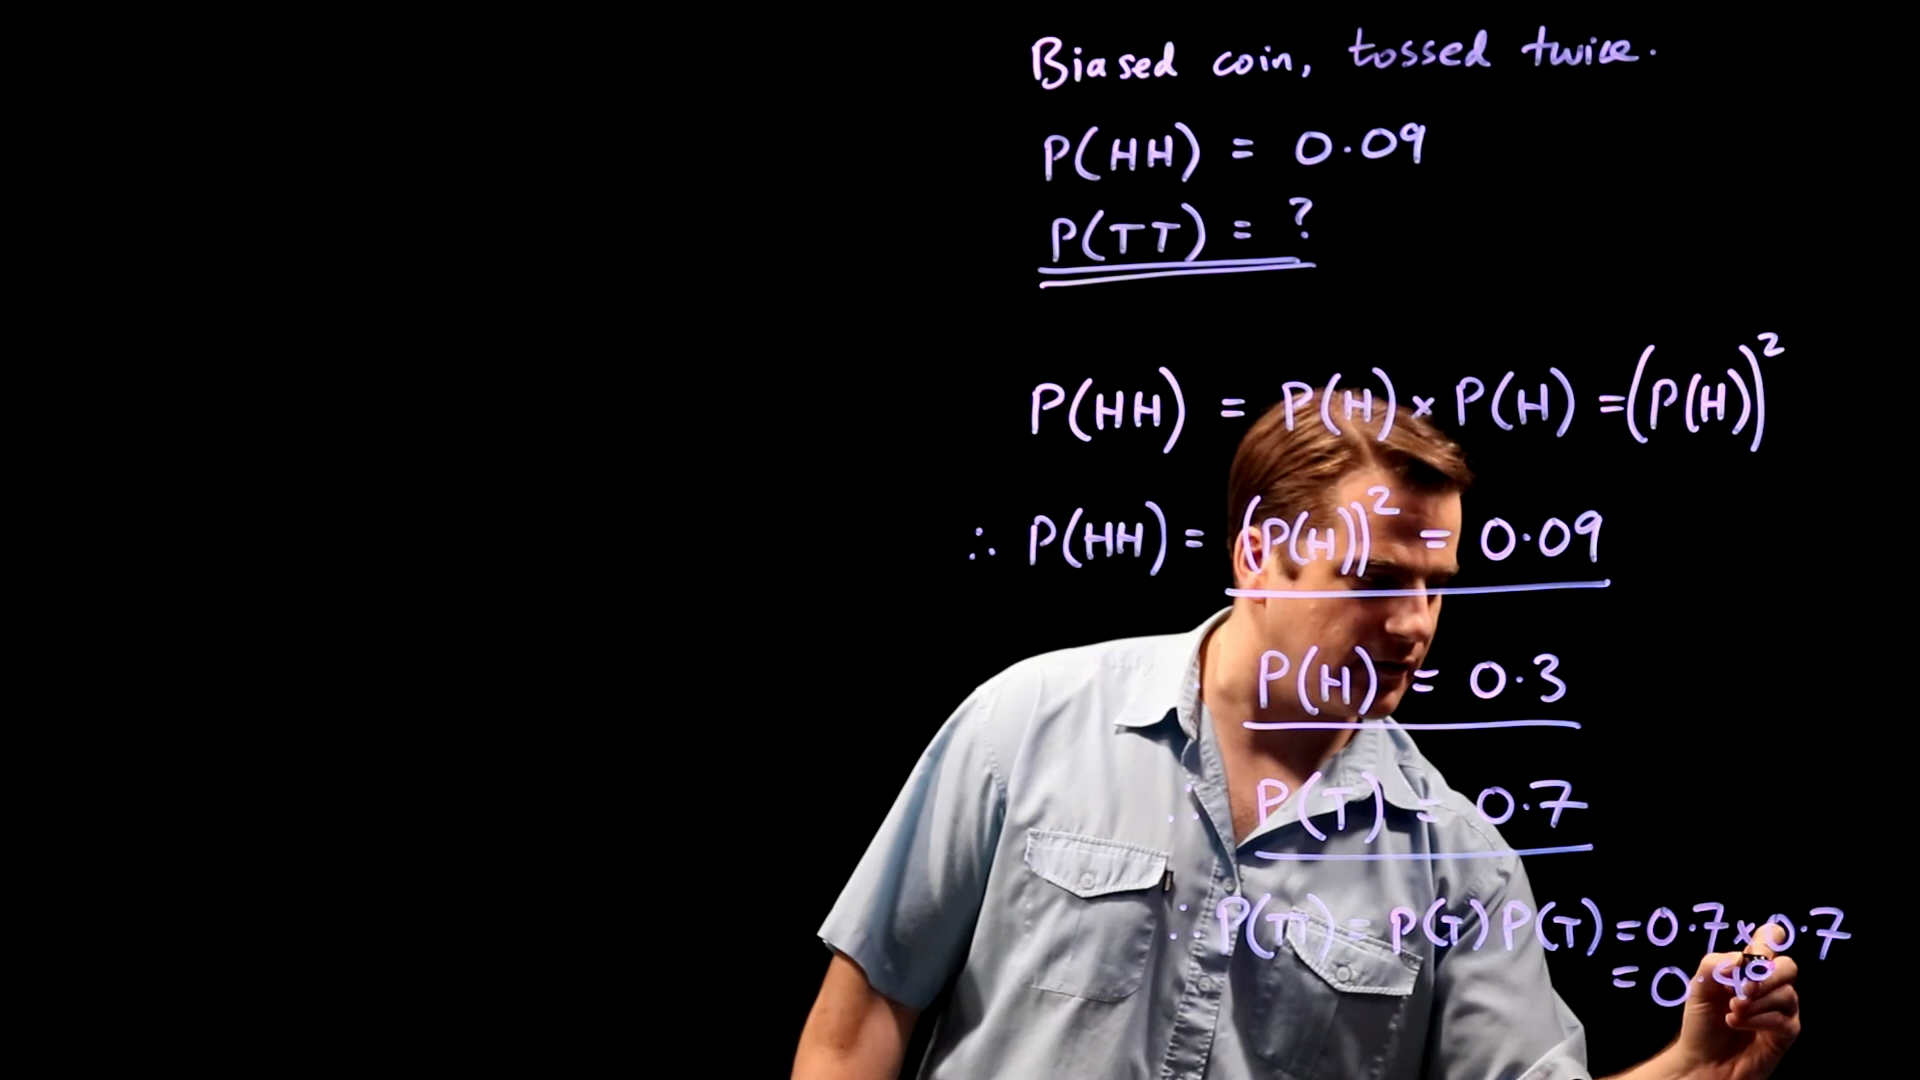 Biased coin, tossed twice.
P(HH) = 0.09
P(TT) = ?
P(HH) = P(H) × P(H) = (P(H))²
∴ P(HH) = (P(H))² = 0.09
P(H) = 0.3
∴ P(T) = 0.7
∴ P(TT) = P(T) P(T) = 0.7 × 0.7